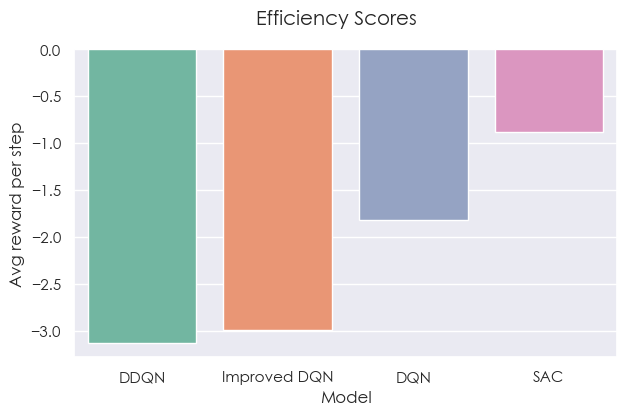 Efficiency Scores
0.0
−0.5
−1.0
−1.5
−2.0
−2.5
−3.0
Avg reward per step
DDQN Improved DQN DQN SAC
Model